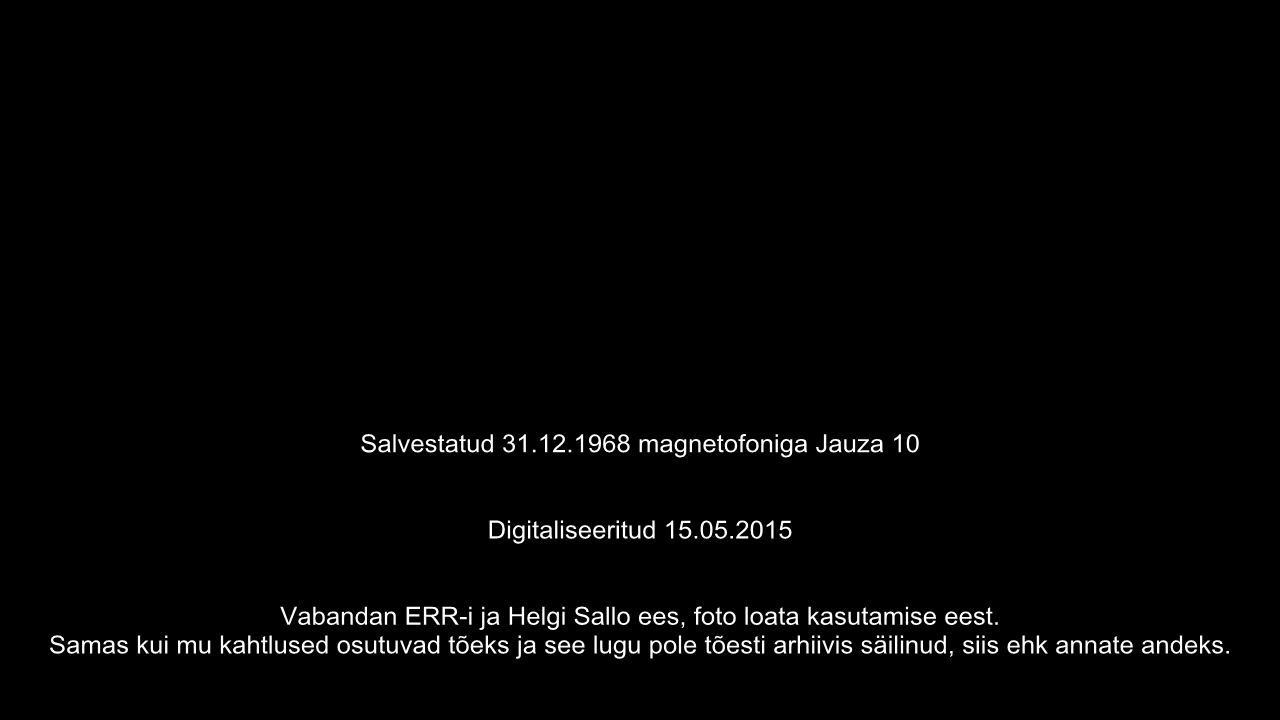 Salvestatud 31.12.1968 magnetofoniga Jauza 10
Digitaliseeritud 15.05.2015
Vabandan ERR-i ja Helgi Sallo ees, foto loata kasutamise eest.
Samas kui mu kahtlused osutuvad tõeks ja see lugu pole tõesti arhiivis säilinud, siis ehk annate andeks.